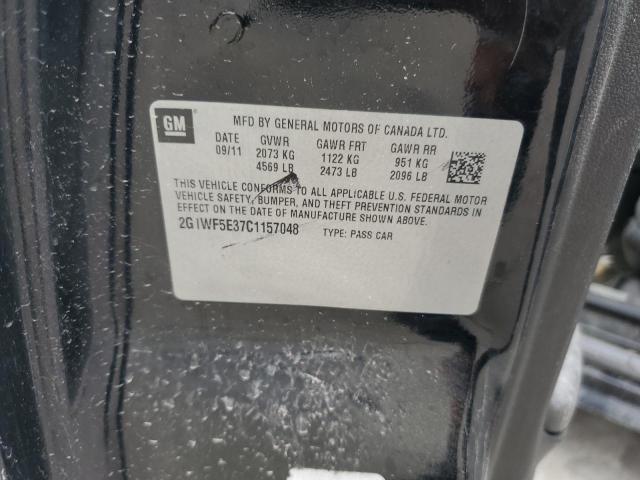 GM
MFD BY GENERAL MOTORS OF CANADA LTD.
DATE GVWR GAWR FRT GAWR RR
09/11 2073 KG 1122 KG 951 KG
4569 LB 2473 LB 2096 LB
THIS VEHICLE CONFORMS TO ALL APPLICABLE U.S. FEDERAL MOTOR
VEHICLE SAFETY, BUMPER, AND THEFT PREVENTION STANDARDS IN
EFFECT ON THE DATE OF MANUFACTURE SHOWN ABOVE.
2G1WF5E37C1157048 TYPE: PASS CAR